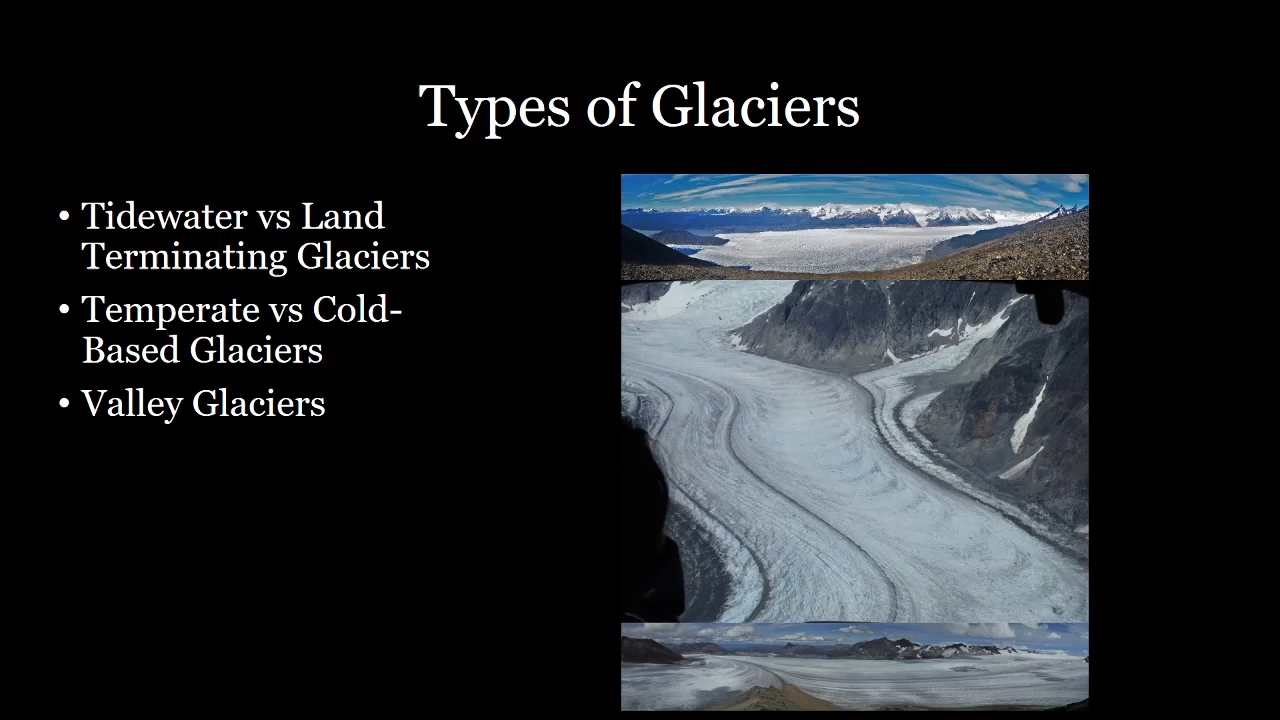 Types of Glaciers
• Tidewater vs Land
Terminating Glaciers
• Temperate vs Cold-
Based Glaciers
• Valley Glaciers